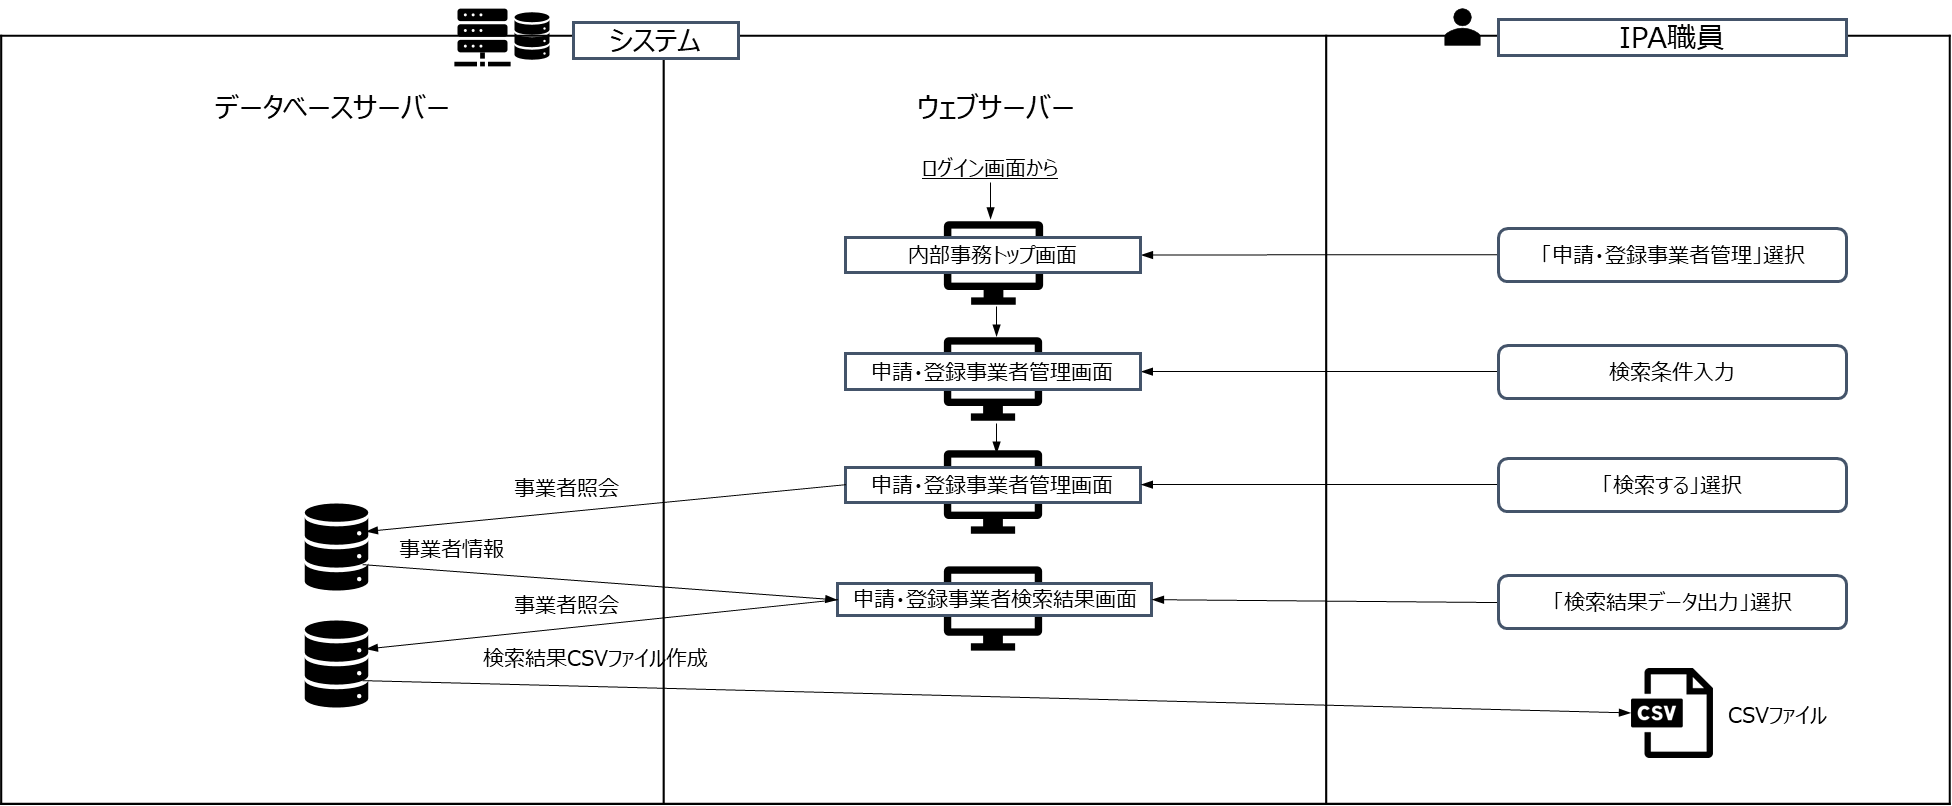 システム
IPA職員
データベースサーバー
ウェブサーバー
ログイン画面から
内部事務トップ画面
「申請・登録事業者管理」選択
申請・登録事業者管理画面
検索条件入力
申請・登録事業者管理画面
「検索する」選択
事業者照会
事業者情報
申請・登録事業者検索結果画面
「検索結果データ出力」選択
事業者照会
検索結果CSVファイル作成
CSV
CSVファイル